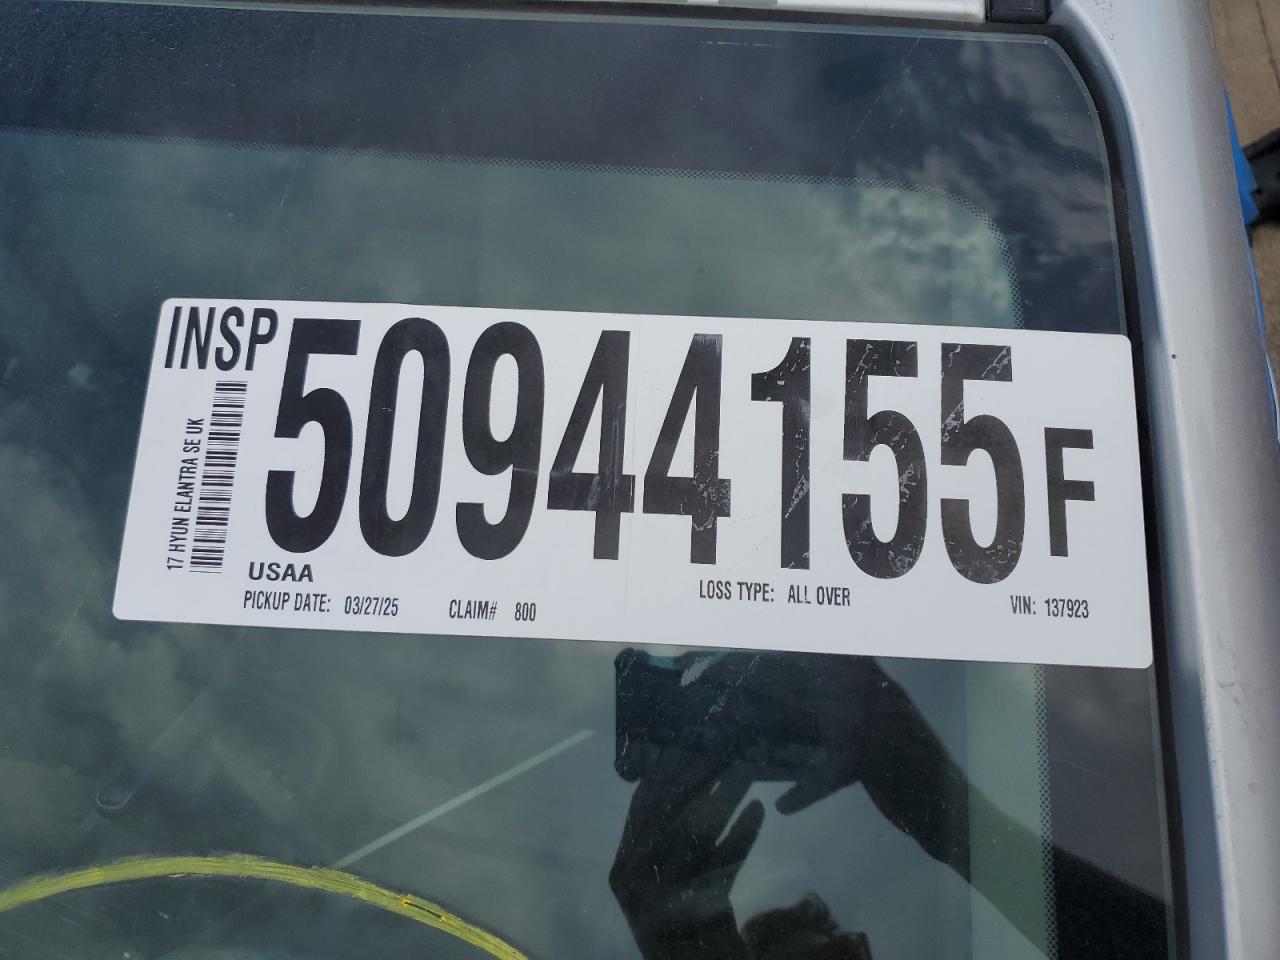 INSP
50944155F
17 HYUN ELANTRA SE UK
USAA
PICKUP DATE: 03/27/25 CLAIM# 800 LOSS TYPE: ALL OVER VIN: 137923